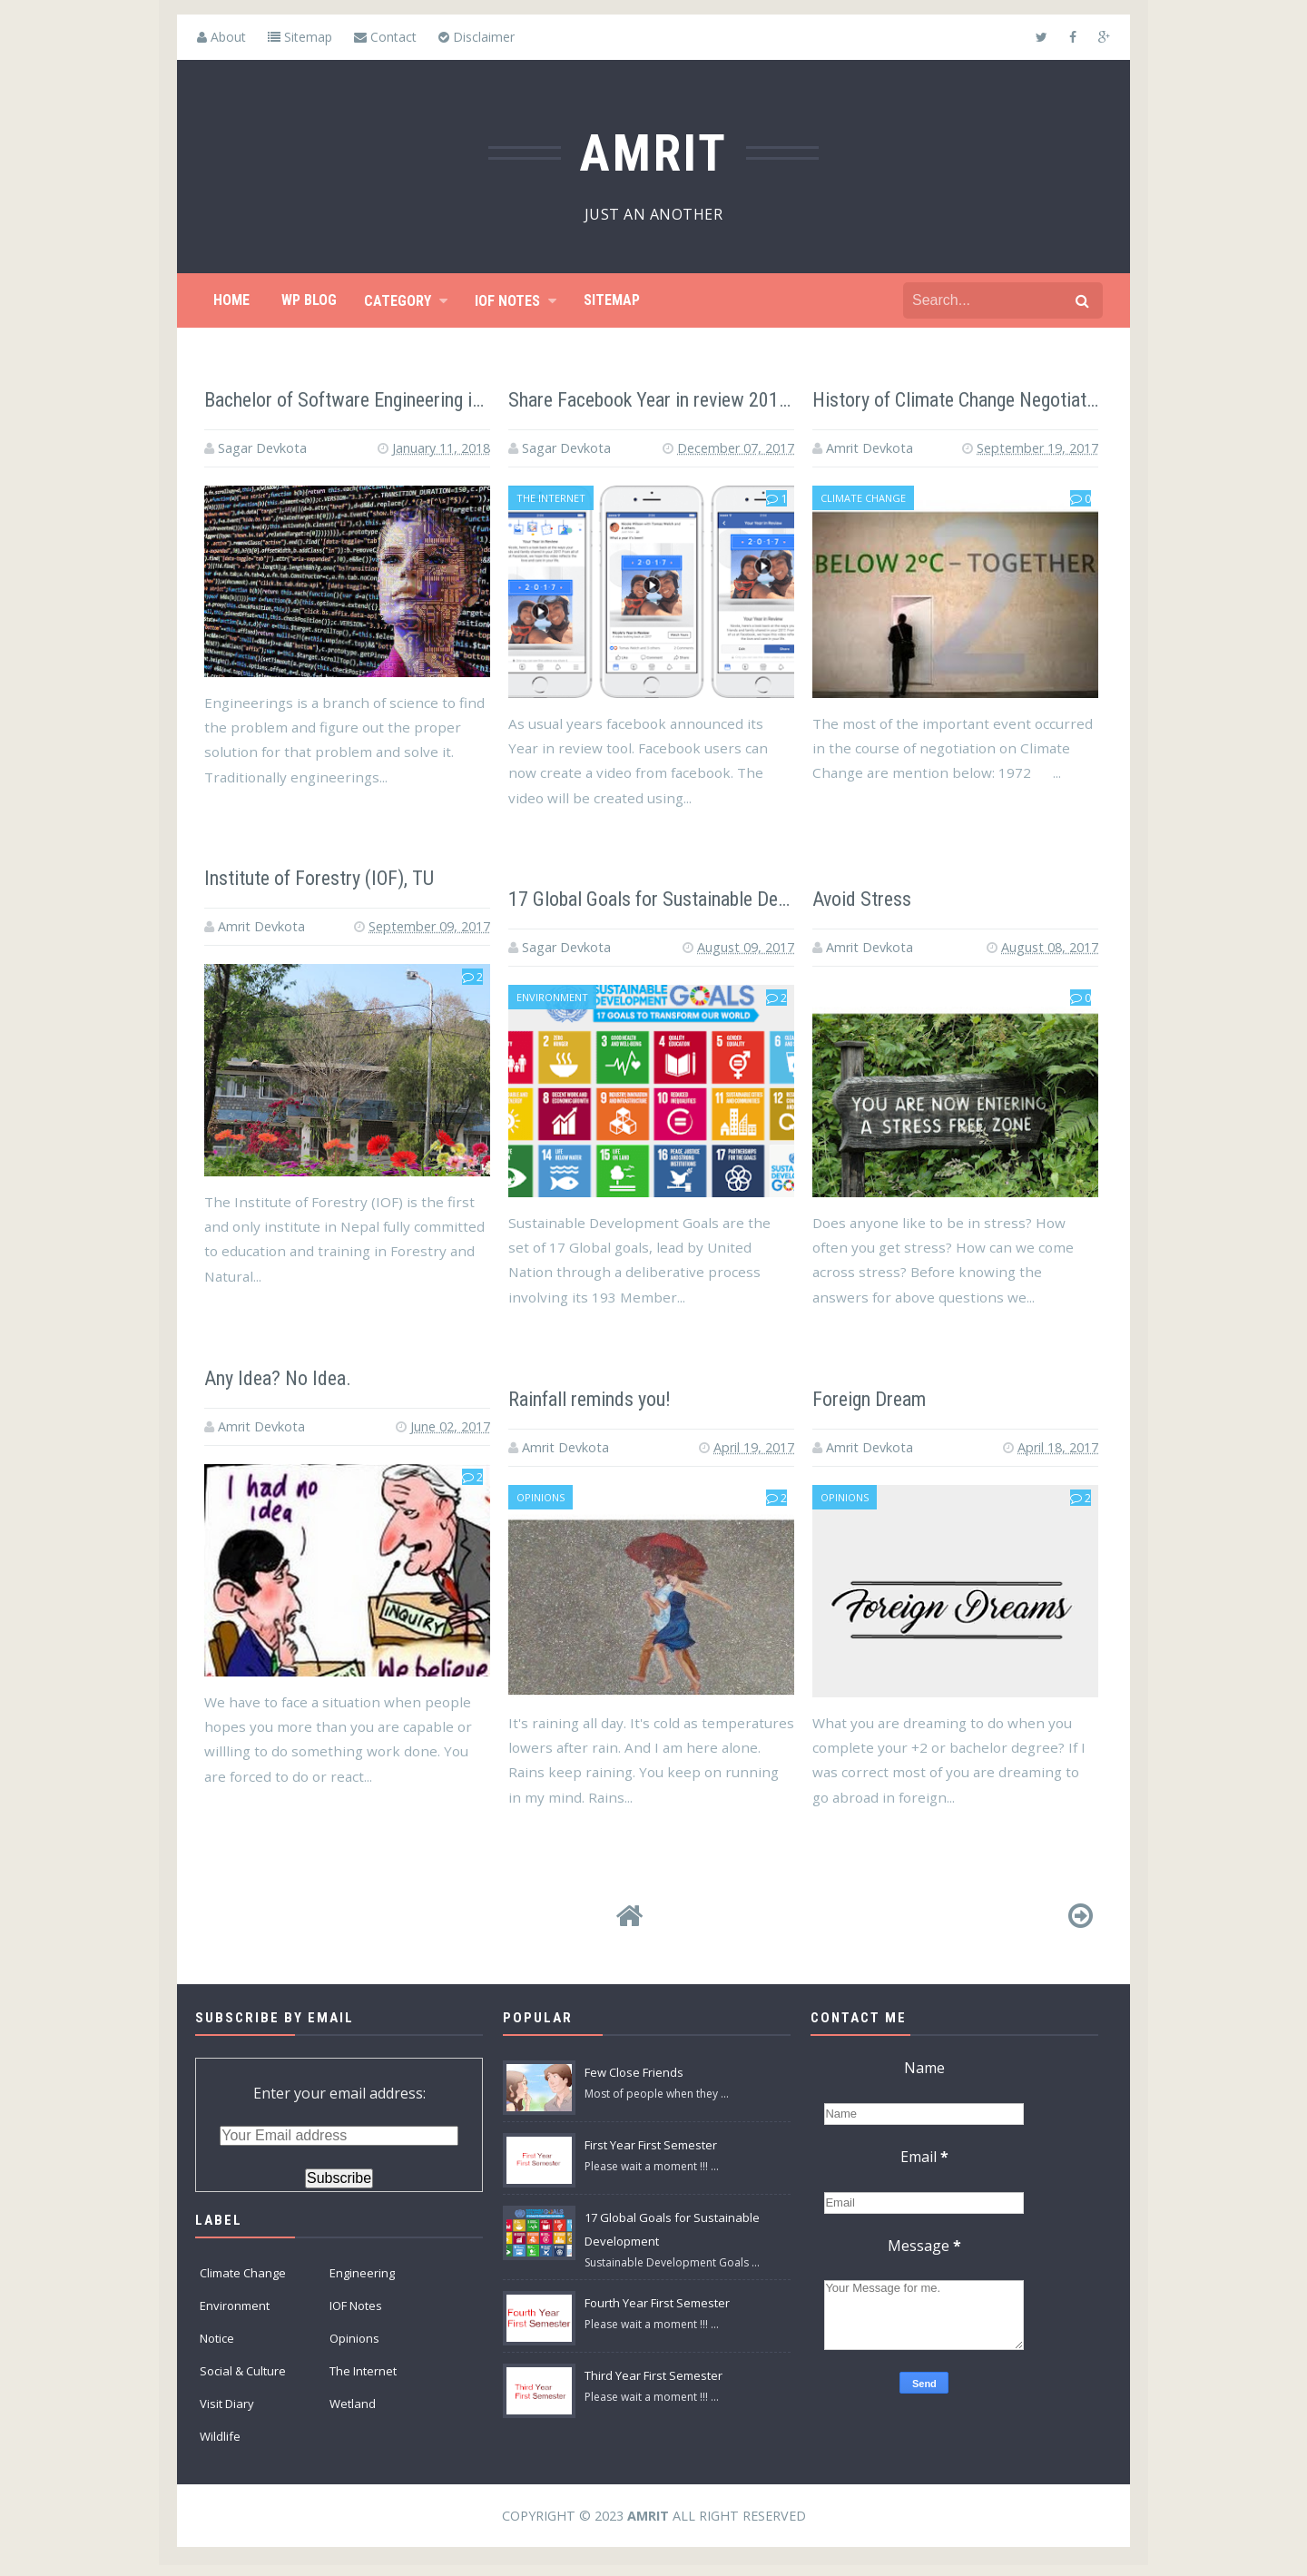 About Sitemap Contact Disclaimer
AMRIT
JUST AN ANOTHER
HOME WP BLOG CATEGORY IOF NOTES SITEMAP Search...
Bachelor of Software Engineering i...
Sagar Devkota January 11, 2018
Engineerings is a branch of science to find
the problem and figure out the proper
solution for that problem and solve it.
Traditionally engineerings...
Share Facebook Year in review 201...
Sagar Devkota December 07, 2017
THE INTERNET 1
-2017-
-2017-
-2017-
As usual years facebook announced its
Year in review tool. Facebook users can
now create a video from facebook. The
video will be created using...
History of Climate Change Negotiat...
Amrit Devkota September 19, 2017
CLIMATE CHANGE 0
BELOW 2°C – TOGETHER
The most of the important event occurred
in the course of negotiation on Climate
Change are mention below: 1972 ...
Institute of Forestry (IOF), TU
Amrit Devkota September 09, 2017
2
The Institute of Forestry (IOF) is the first
and only institute in Nepal fully committed
to education and training in Forestry and
Natural...
17 Global Goals for Sustainable De...
Sagar Devkota August 09, 2017
ENVIRONMENT 2
SUSTAINABLE
DEVELOPMENT GOALS
17 GOALS TO TRANSFORM OUR WORLD
Sustainable Development Goals are the
set of 17 Global goals, lead by United
Nation through a deliberative process
involving its 193 Member...
Avoid Stress
Amrit Devkota August 08, 2017
0
YOU ARE NOW ENTERING
A STRESS FREE ZONE
Does anyone like to be in stress? How
often you get stress? How can we come
across stress? Before knowing the
answers for above questions we...
Any Idea? No Idea.
Amrit Devkota June 02, 2017
2
I had no
idea
INQUIRY
We believe
We have to face a situation when people
hopes you more than you are capable or
willling to do something work done. You
are forced to do or react...
Rainfall reminds you!
Amrit Devkota April 19, 2017
OPINIONS 2
It's raining all day. It's cold as temperatures
lowers after rain. And I am here alone.
Rains keep raining. You keep on running
in my mind. Rains...
Foreign Dream
Amrit Devkota April 18, 2017
OPINIONS 2
Foreign Dreams
What you are dreaming to do when you
complete your +2 or bachelor degree? If I
was correct most of you are dreaming to
go abroad in foreign...
SUBSCRIBE BY EMAIL
Enter your email address:
Your Email address
Subscribe
LABEL
Climate Change Engineering
Environment IOF Notes
Notice Opinions
Social & Culture The Internet
Visit Diary Wetland
Wildlife
POPULAR
Few Close Friends
Most of people when they ...
First Year
First Semester
First Year First Semester
Please wait a moment !!! ...
17 Global Goals for Sustainable
Development
Sustainable Development Goals ...
Fourth Year
First Semester
Fourth Year First Semester
Please wait a moment !!! ...
Third Year
First Semester
Third Year First Semester
Please wait a moment !!! ...
CONTACT ME
Name
Name
Email *
Email
Message *
Your Message for me.
Send
COPYRIGHT © 2023 AMRIT ALL RIGHT RESERVED